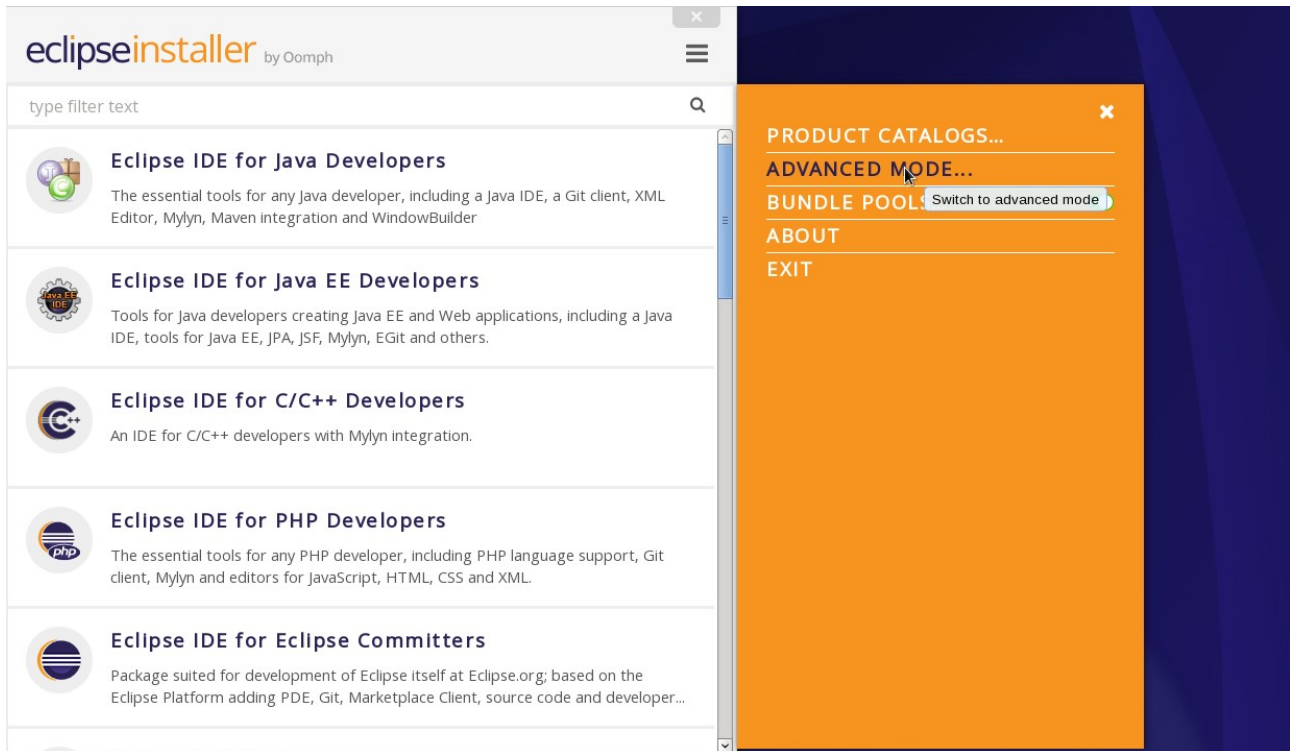 eclipseinstaller by Oomph
type filter text
Eclipse IDE for Java Developers
The essential tools for any Java developer, including a Java IDE, a Git client, XML
Editor, Mylyn, Maven integration and WindowBuilder
Java EE
IDE
Eclipse IDE for Java EE Developers
Tools for Java developers creating Java EE and Web applications, including a Java
IDE, tools for Java EE, JPA, JSF, Mylyn, EGit and others.
C++
Eclipse IDE for C/C++ Developers
An IDE for C/C++ developers with Mylyn integration.
php
Eclipse IDE for PHP Developers
The essential tools for any PHP developer, including PHP language support, Git
client, Mylyn and editors for JavaScript, HTML, CSS and XML.
Eclipse IDE for Eclipse Committers
Package suited for development of Eclipse itself at Eclipse.org; based on the
Eclipse Platform adding PDE, Git, Marketplace Client, source code and developer...
PRODUCT CATALOGS...
ADVANCED MODE...
BUNDLE POOLS
Switch to advanced mode
ABOUT
EXIT